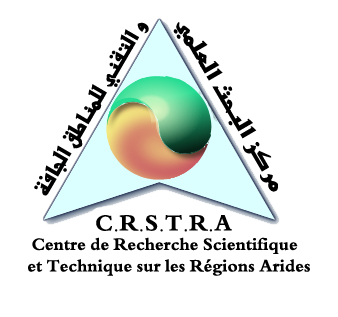 مركز البحث العلمي
و التقني للمناطق الجافة
C.R.S.T.R.A
Centre de Recherche Scientifique
et Technique sur les Régions Arides